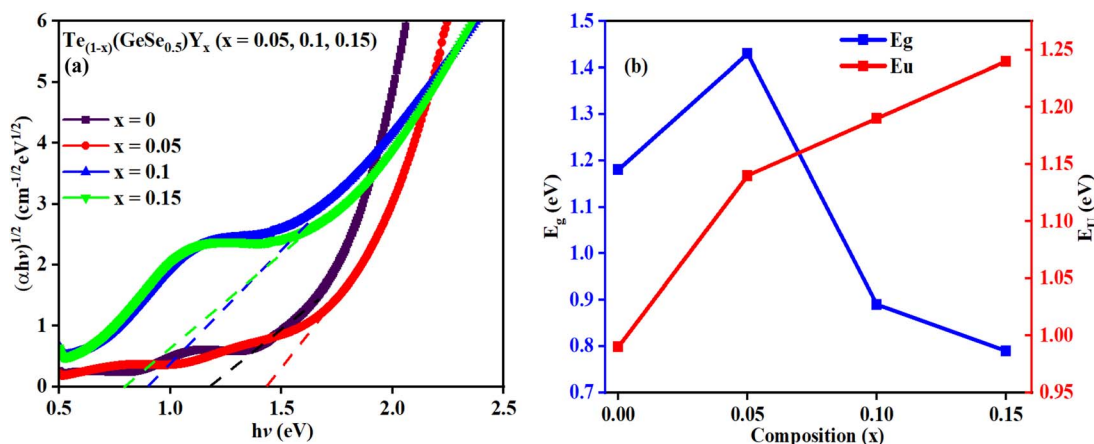 Te(1-x)(GeSe0.5)Yx (x = 0.05, 0.1, 0.15)
(a)
x = 0
x = 0.05
x = 0.1
x = 0.15
(αhν)1/2 (cm-1/2eV1/2)
6
5
4
3
2
1
0
0.5
1.0
1.5
2.0
2.5
hν (eV)
(b)
Eg
Eu
Eg (eV)
1.5
1.4
1.3
1.2
1.1
1.0
0.9
0.8
0.7
0.00
0.05
0.10
0.15
Composition (x)
1.25
1.20
1.15
1.10
1.05
1.00
0.95
EU (eV)